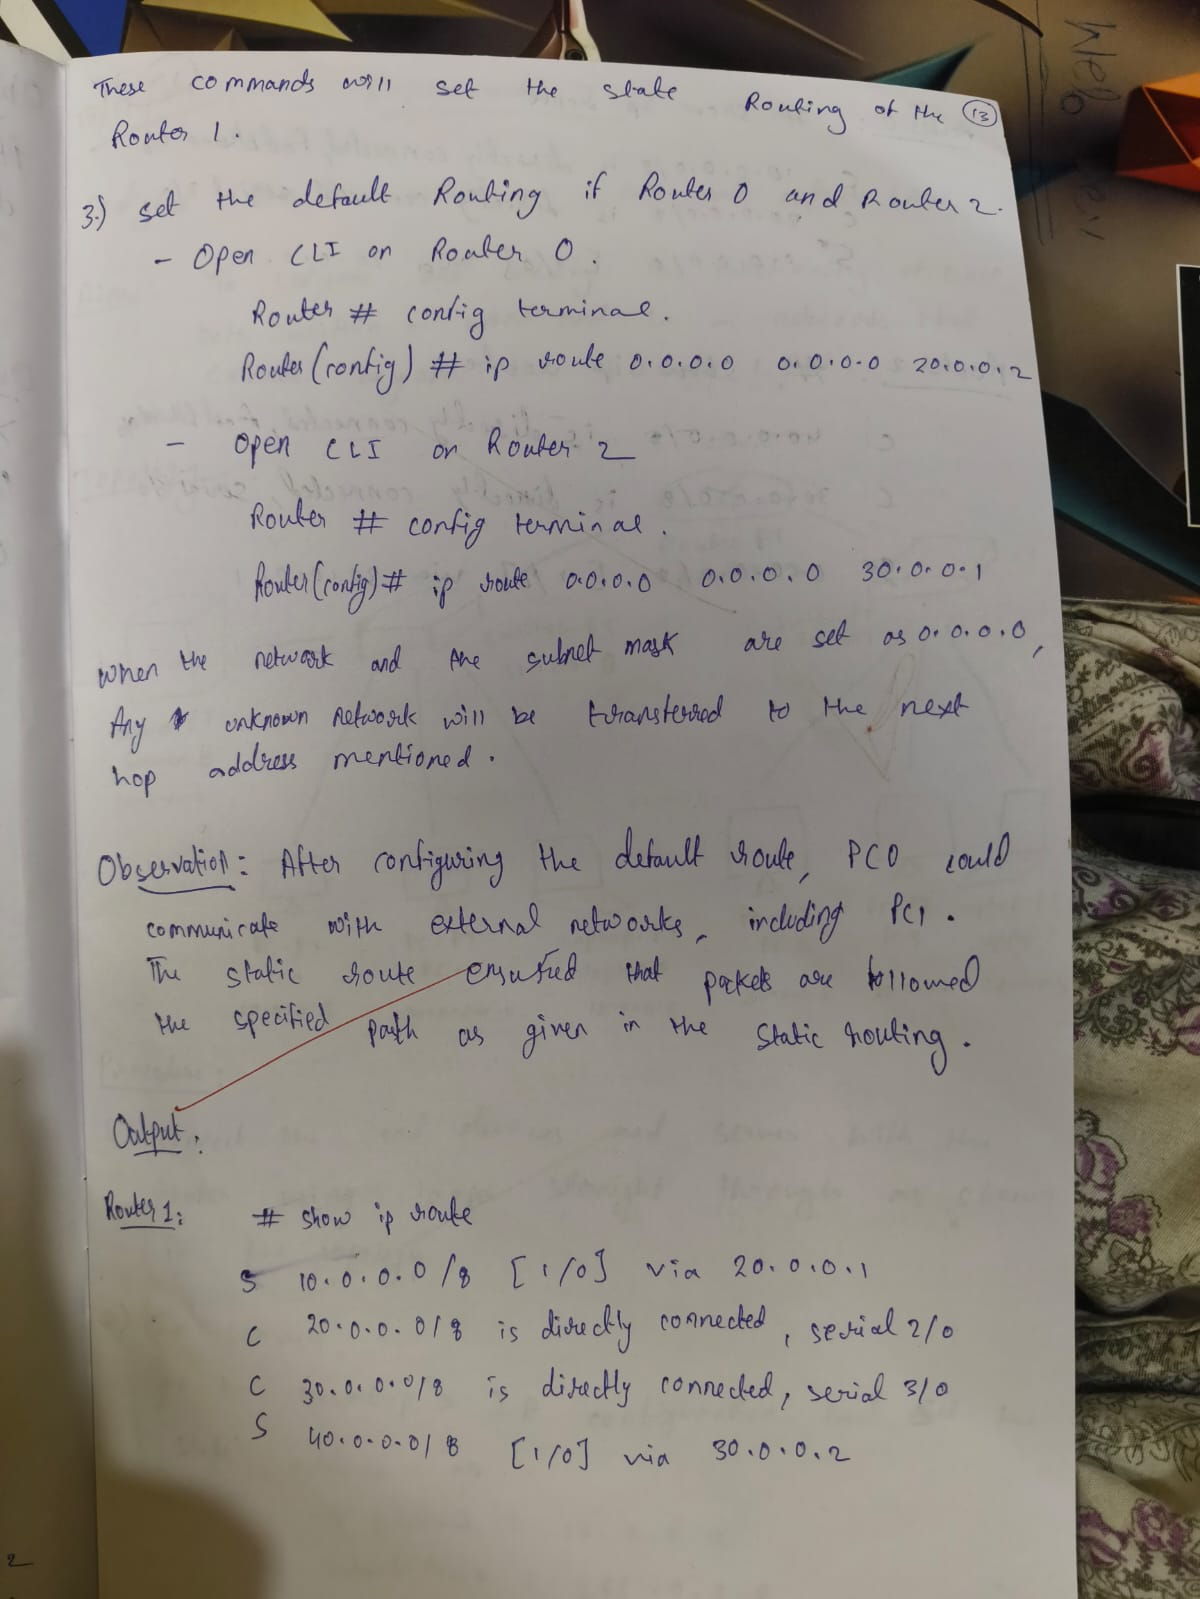 These commands will set the state Routing of the 13
Router 1.
3.) set the default Routing if Router 0 and Router 2.
- Open CLI on Router 0.
Router # config terminal.
Router(config) # ip route 0.0.0.0 0.0.0.0 20.0.0.2
- Open CLI on Router 2
Router # config terminal.
Router(config)# ip route 0.0.0.0 0.0.0.0 30.0.0.1
When the network and the subnet mask are set as 0.0.0.0,
Any unknown network will be transferred to the next
hop address mentioned.
Observation: After configuring the default route, PC0 could
communicate with external networks, including PC1.
The static route ensured that packets are followed
the specified path as given in the static routing.
Output.
Router 1: # show ip route
S 10.0.0.0/8 [1/0] via 20.0.0.1
C 20.0.0.0/8 is directly connected, serial 2/0
C 30.0.0.0/8 is directly connected, serial 3/0
S 40.0.0.0/8 [1/0] via 30.0.0.2
2